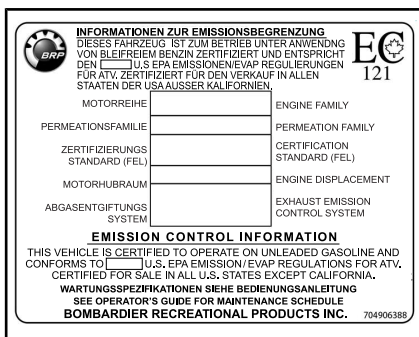 BRP
INFORMATIONEN ZUR EMISSIONSBEGRENZUNG
DIESES FAHRZEUG IST ZUM BETRIEB UNTER ANWENDNG
VON BLEIFREIEM BENZIN ZERTIFIZIERT UND ENTSPRICHT
DEN U.S EPA EMISSIONEN/EVAP REGULIERUNGEN
FÜR ATV. ZERTIFIZIERT FÜR DEN VERKAUF IN ALLEN
STAATEN DER USA AUSSER KALIFORNIEN.
EC
121
MOTORREIHE ENGINE FAMILY
PERMEATIONSFAMILIE PERMEATION FAMILY
ZERTIFIZIERUNGS CERTIFICATION
STANDARD (FEL) STANDARD (FEL)
MOTORHUBRAUM ENGINE DISPLACEMENT
ABGASENTGIFTUNGS EXHAUST EMISSION
SYSTEM CONTROL SYSTEM
EMISSION CONTROL INFORMATION
THIS VEHICLE IS CERTIFIED TO OPERATE ON UNLEADED GASOLINE AND
CONFORMS TO U.S. EPA EMISSION/EVAP REGULATIONS FOR ATV.
CERTIFIED FOR SALE IN ALL U.S. STATES EXCEPT CALIFORNIA.
WARTUNGSSPEZIFIKATIONEN SIEHE BEDIENUNGSANLEITUNG
SEE OPERATOR'S GUIDE FOR MAINTENANCE SCHEDULE
BOMBARDIER RECREATIONAL PRODUCTS INC. 704906388